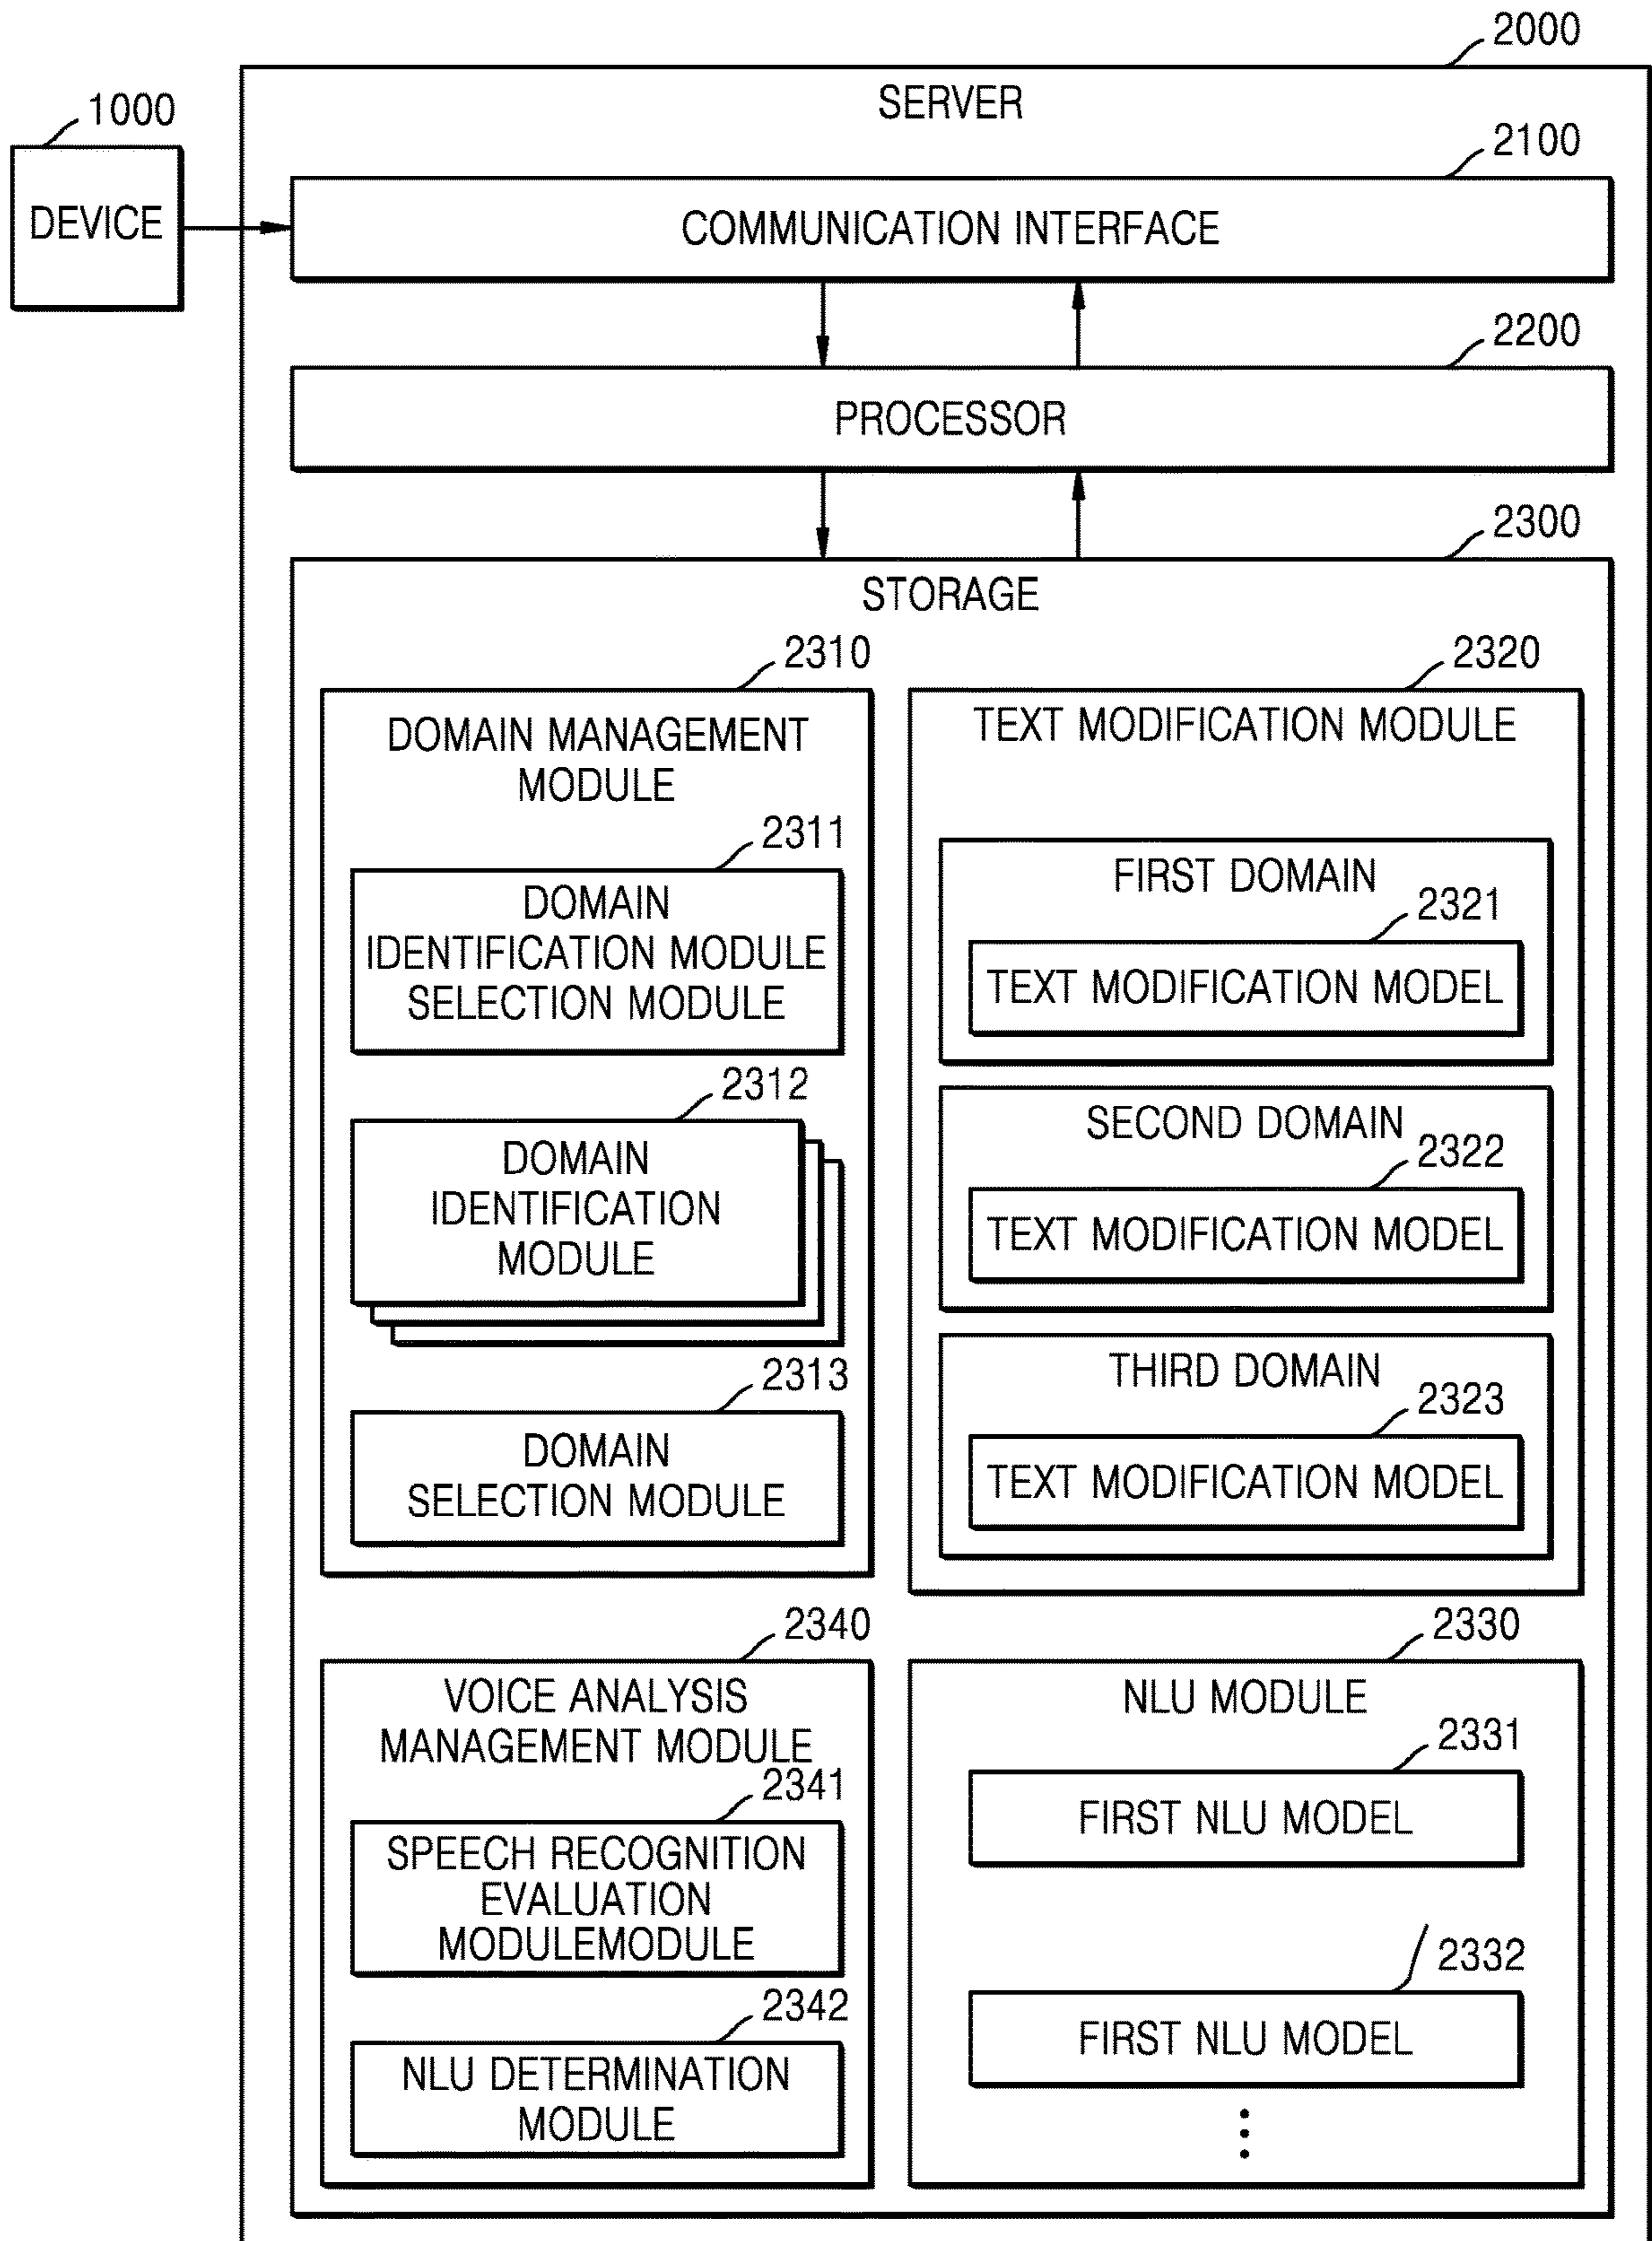 2000
SERVER
1000
DEVICE
2100
COMMUNICATION INTERFACE
2200
PROCESSOR
2300
STORAGE
2310
DOMAIN MANAGEMENT
MODULE
2311
DOMAIN
IDENTIFICATION MODULE
SELECTION MODULE
2312
DOMAIN
IDENTIFICATION
MODULE
2313
DOMAIN
SELECTION MODULE
2320
TEXT MODIFICATION MODULE
FIRST DOMAIN
2321
TEXT MODIFICATION MODEL
SECOND DOMAIN
2322
TEXT MODIFICATION MODEL
THIRD DOMAIN
2323
TEXT MODIFICATION MODEL
2340
VOICE ANALYSIS
MANAGEMENT MODULE
2341
SPEECH RECOGNITION
EVALUATION
MODULEMODULE
2342
NLU DETERMINATION
MODULE
2330
NLU MODULE
2331
FIRST NLU MODEL
2332
FIRST NLU MODEL